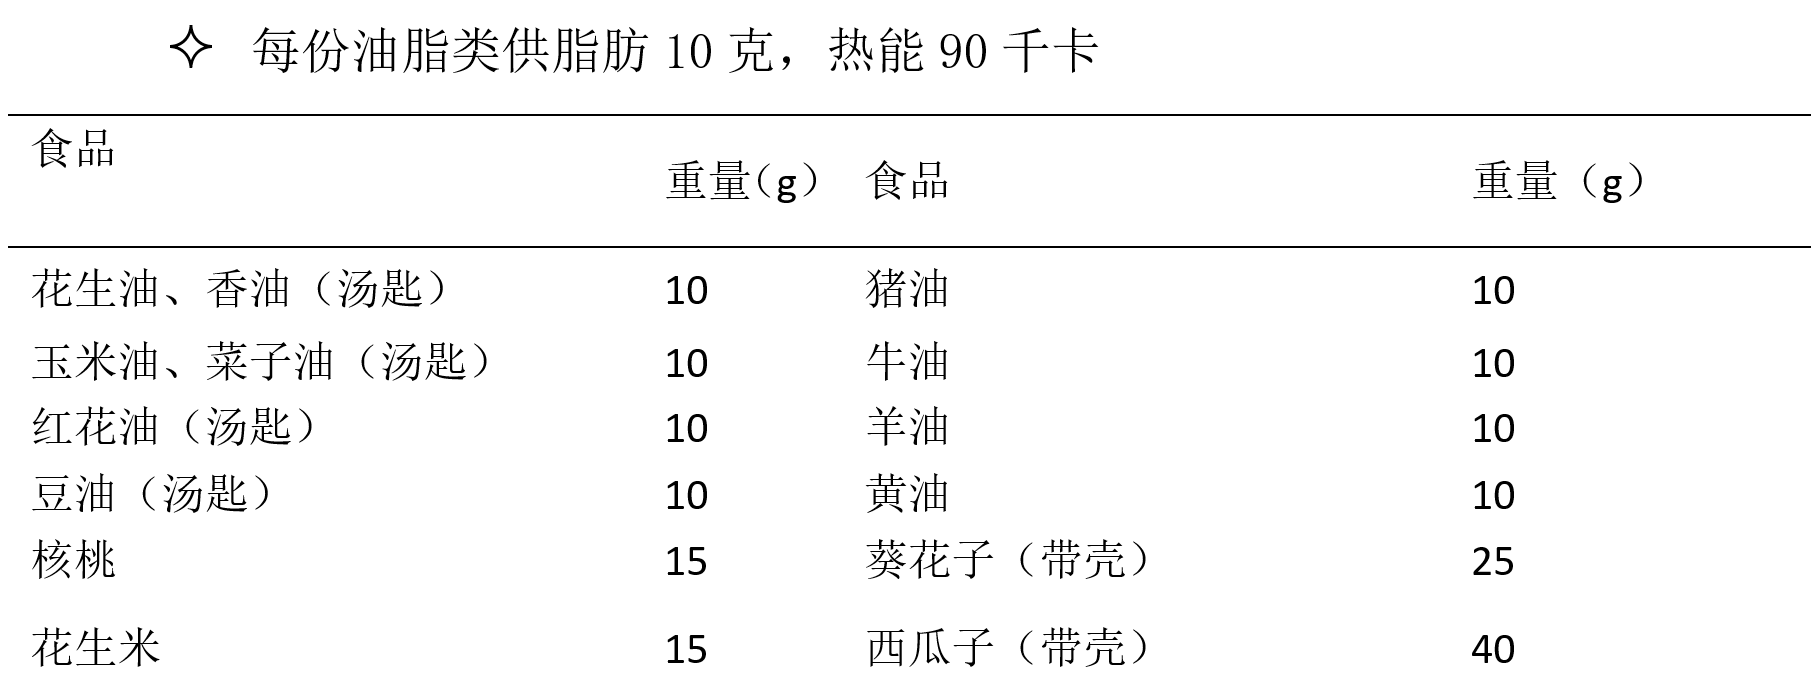 ✧ 每份油脂类供脂肪 10 克，热能 90 千卡
食品 重量(g) 食品 重量（g）
花生油、香油（汤匙） 10 猪油 10
玉米油、菜子油（汤匙） 10 牛油 10
红花油（汤匙） 10 羊油 10
豆油（汤匙） 10 黄油 10
核桃 15 葵花子（带壳） 25
花生米 15 西瓜子（带壳） 40